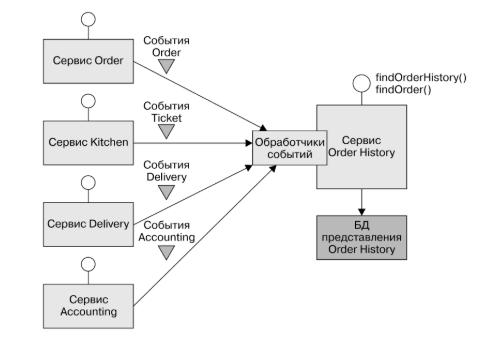 События
Order
Сервис Order
findOrderHistory()
findOrder()
События
Ticket
Сервис Kitchen
Обработчики
событий
Сервис
Order History
События
Delivery
Сервис Delivery
События
Accounting
БД
представления
Order History
Сервис
Accounting